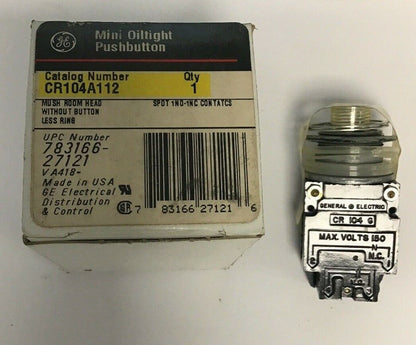 GE
Mini Oiltight
Pushbutton
Catalog Number Qty
CR104A112 1
MUSH ROOM HEAD SPDT 1NO-1NC CONTATCS
WITHOUT BUTTON
LESS RING
UPC Number
783166-
27121
VA418-
Made in USA
GE Electrical
Distribution
& Control
7 83166 27121 6
GENERAL ELECTRIC
CR 104 G
MAX. VOLTS 150
N.C.